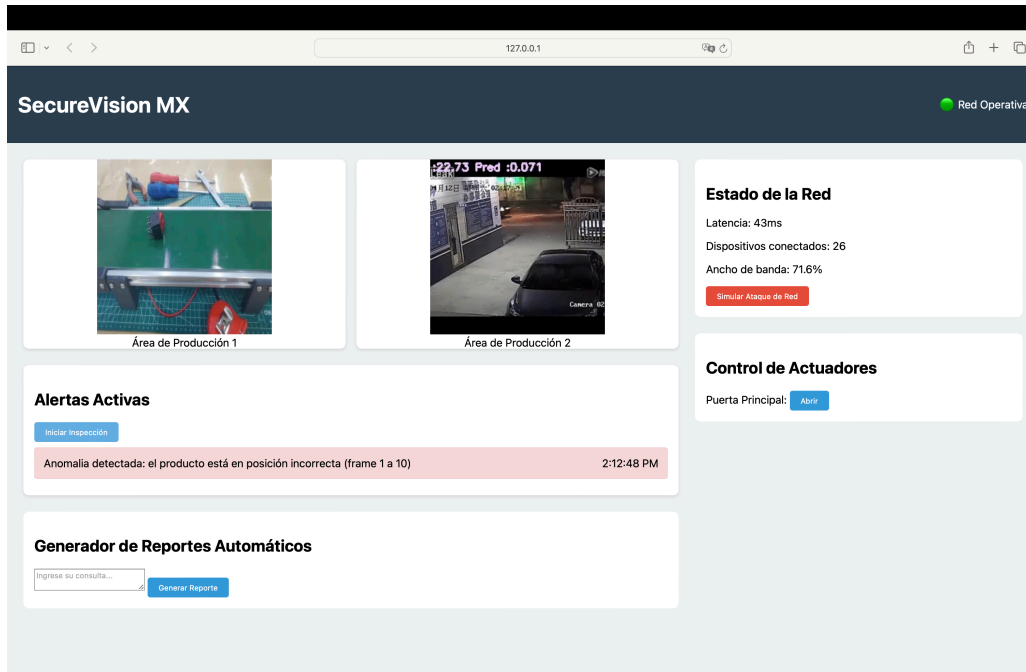 127.0.0.1
SecureVision MX
Red Operativa
:22.73 Pred :0.071
Camera 02
Área de Producción 1
Área de Producción 2
Alertas Activas
Iniciar Inspección
Anomalia detectada: el producto está en posición incorrecta (frame 1 a 10)
2:12:48 PM
Generador de Reportes Automáticos
Ingrese su consulta...
Generar Reporte
Estado de la Red
Latencia: 43ms
Dispositivos conectados: 26
Ancho de banda: 71.6%
Simular Ataque de Red
Control de Actuadores
Puerta Principal: Abrir